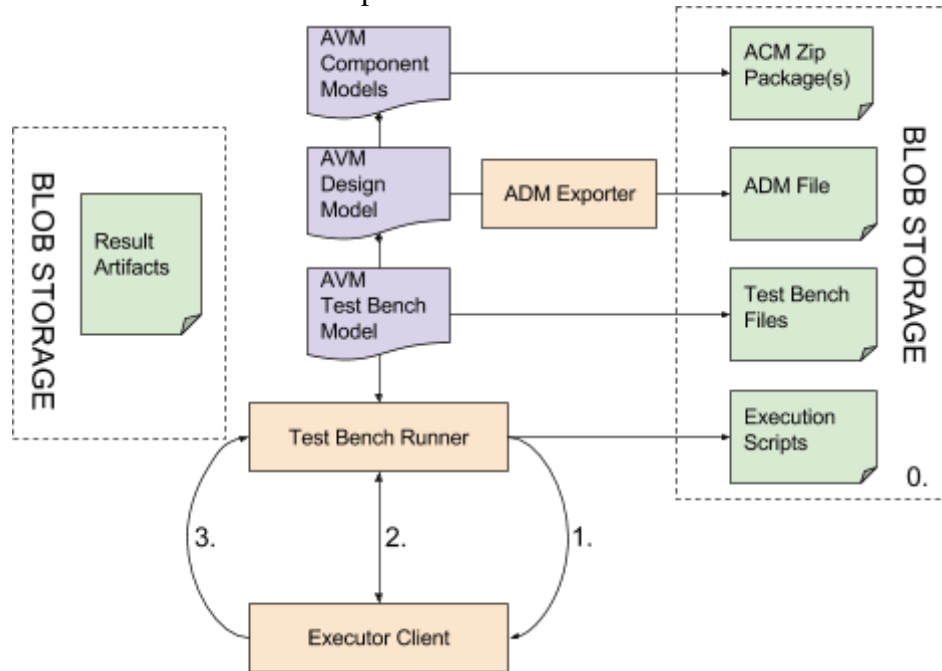 AVM
Component
Models
ACM Zip
Package(s)
AVM
Design
Model
ADM Exporter
ADM File
BLOB STORAGE
Result
Artifacts
BLOB STORAGE
AVM
Test Bench
Model
Test Bench
Files
Test Bench Runner
Execution
Scripts
0.
3.
2.
1.
Executor Client